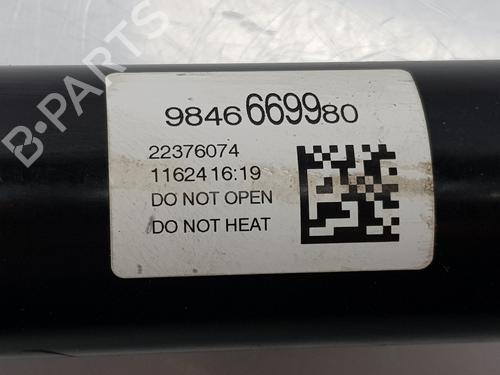 B-PARTS
9846669980
22376074
11624 16:19
DO NOT OPEN
DO NOT HEAT